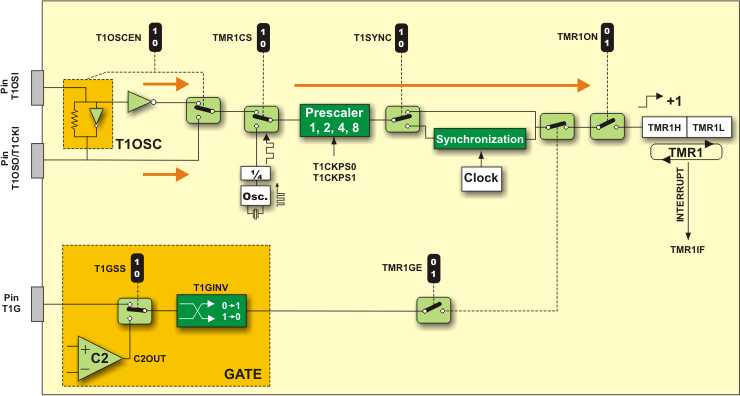 T1OSCEN
1
0
TMR1CS
1
0
T1SYNC
1
0
TMR1ON
0
1
Pin
T1OSI
T1OSC
Prescaler
1, 2, 4, 8
T1CKPS0
T1CKPS1
Synchronization
Clock
+1
TMR1H
TMR1L
TMR1
INTERRUPT
TMR1IF
Pin
T1OSO/T1CKI
¼
Osc.
T1GSS
1
0
T1GINV
0→1
1→0
TMR1GE
0
1
Pin
T1G
+
−
C2
C2OUT
GATE